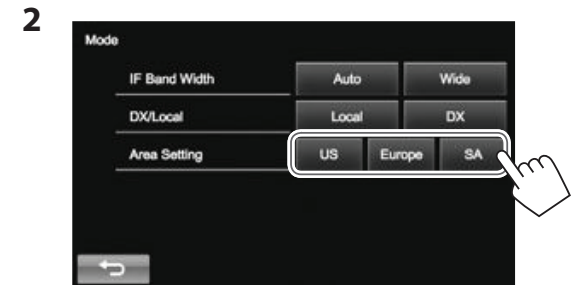 2
Mode
IF Band Width Auto Wide
DX/Local Local DX
Area Setting US Europe SA